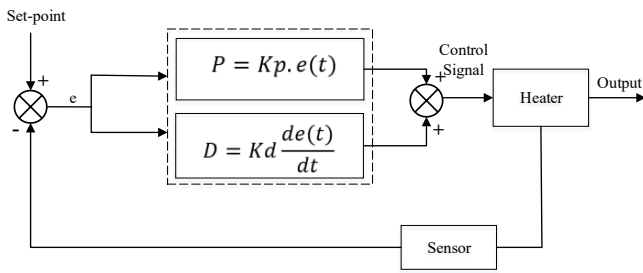 Set-point
+
-
e
P = Kp.e(t)
D = Kd de(t)/dt
+
+
Control
Signal
Heater
Output
Sensor